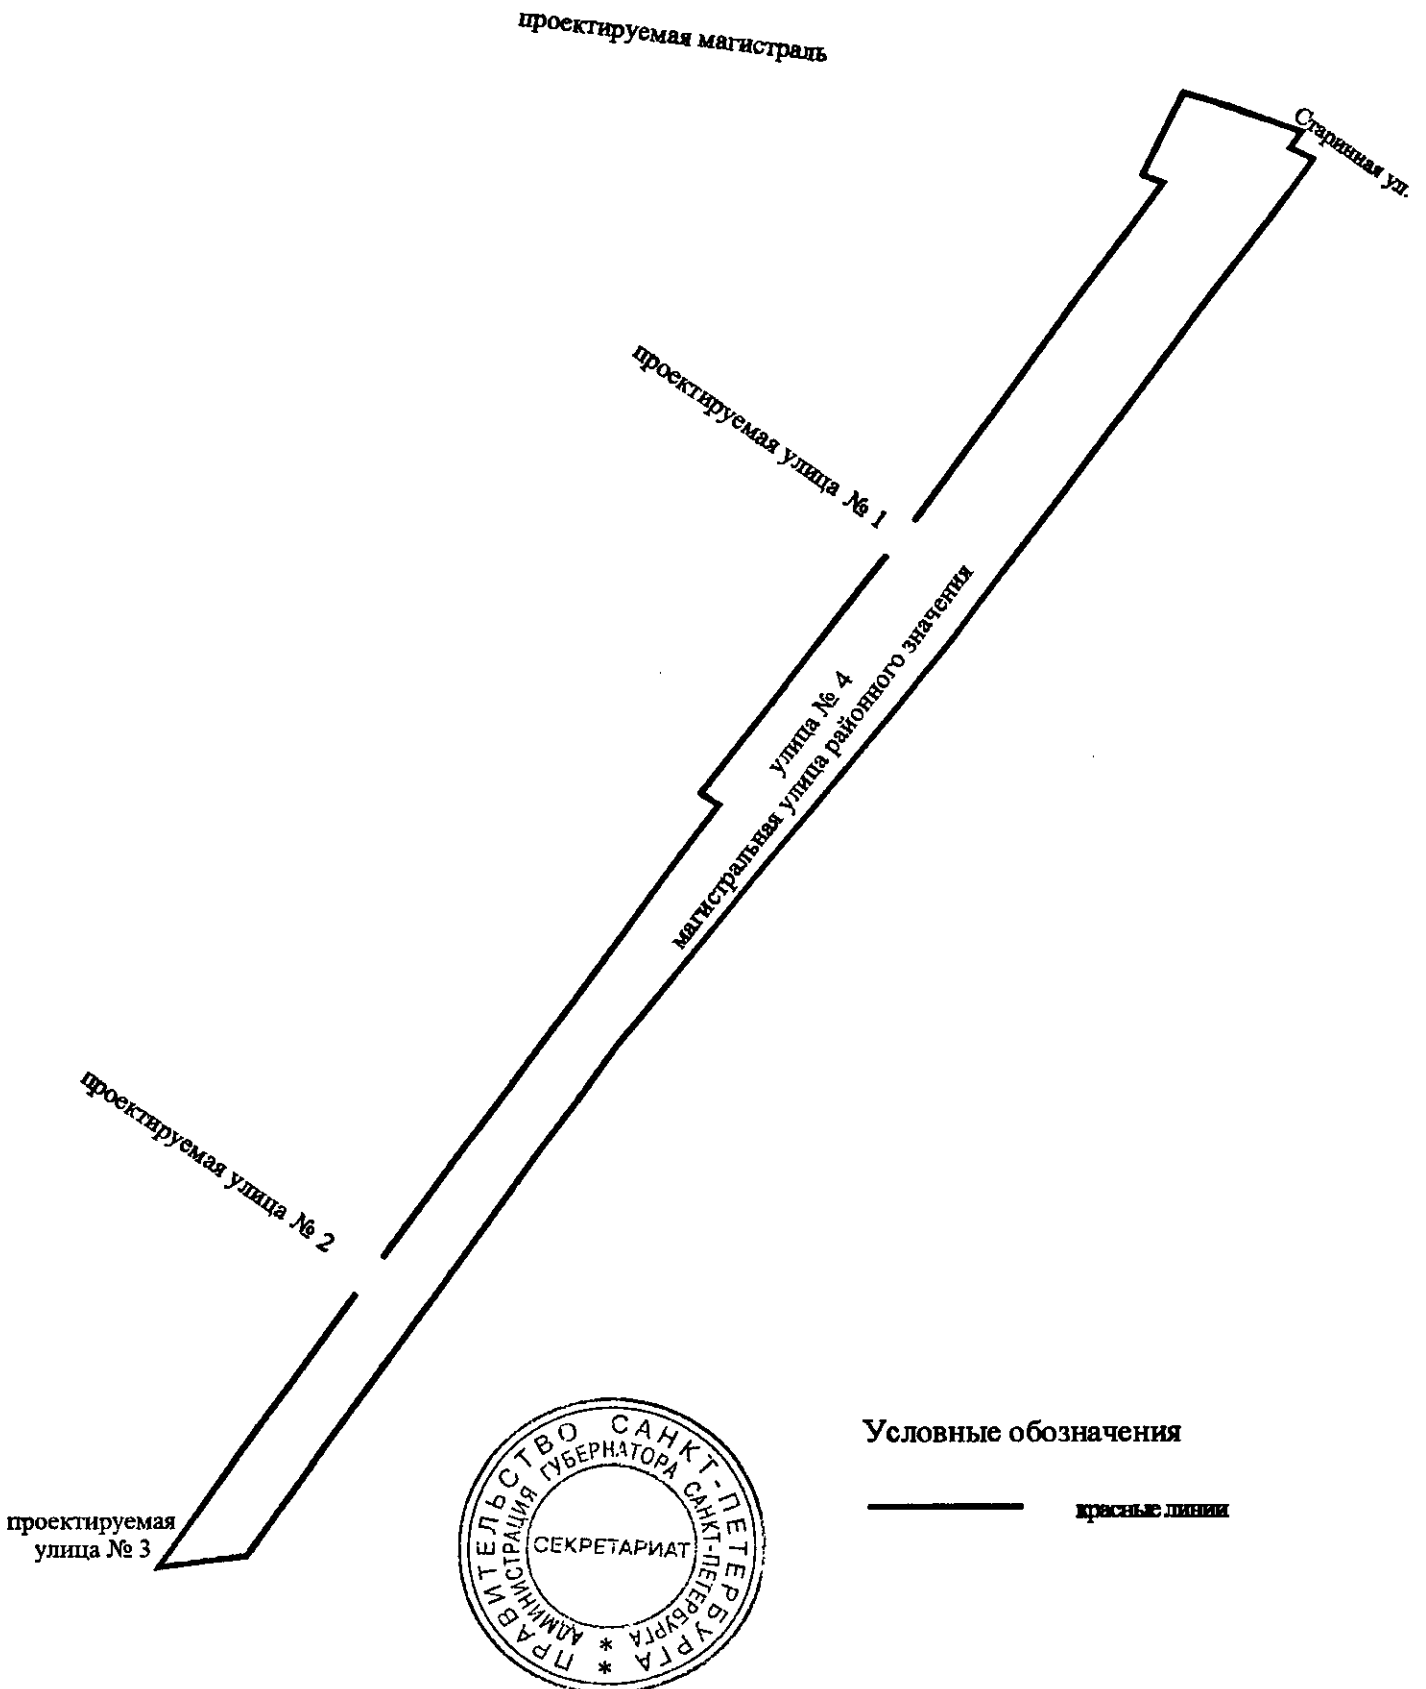 проектируемая магистраль
Старинная ул.
проектируемая улица № 1
улица № 4
магистральная улица районного значения
проектируемая улица № 2
проектируемая
улица № 3
Условные обозначения
красные линии
ПРАВИТЕЛЬСТВО САНКТ-ПЕТЕРБУРГА *
АДМИНИСТРАЦИЯ ГУБЕРНАТОРА САНКТ-ПЕТЕРБУРГА *
СЕКРЕТАРИАТ